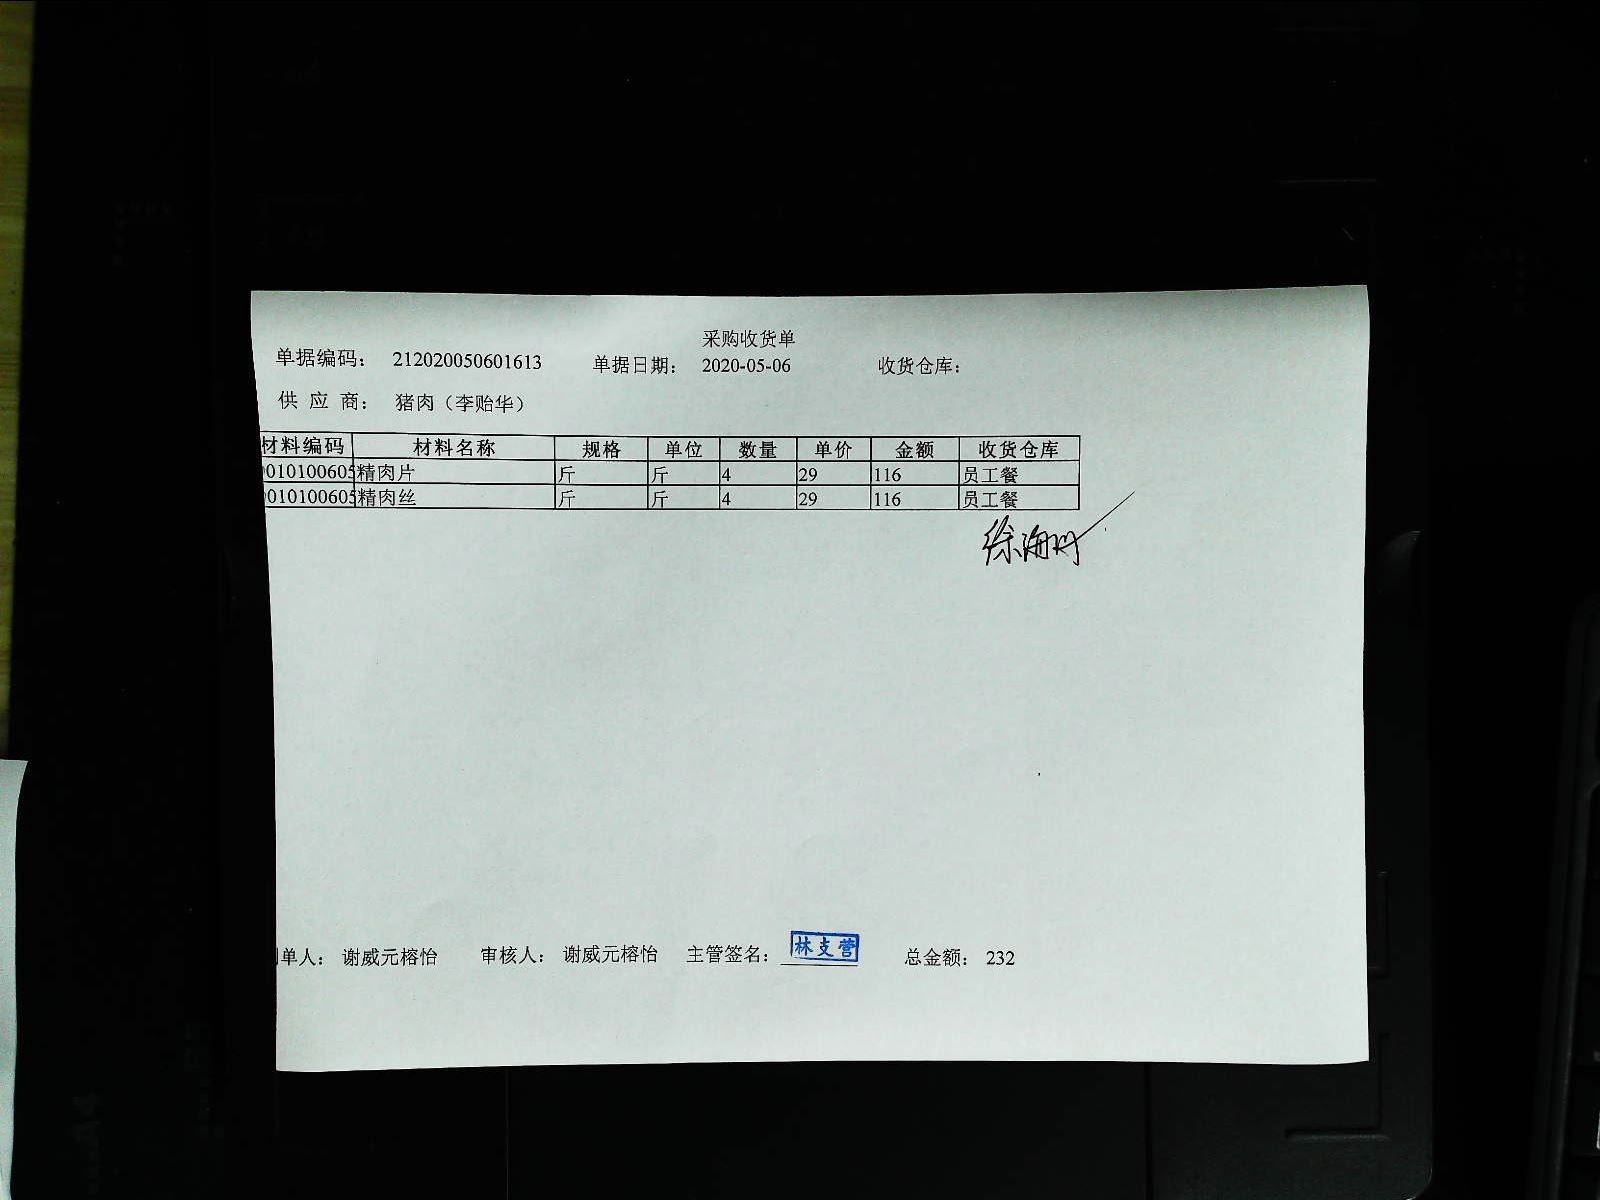 采购收货单
单据编码： 212020050601613 单据日期： 2020-05-06 收货仓库：
供 应 商： 猪肉（李贻华）
材料编码 材料名称 规格 单位 数量 单价 金额 收货仓库
010100605 精肉片 斤 斤 4 29 116 员工餐
010100605 精肉丝 斤 斤 4 29 116 员工餐
单人： 谢威元榕怡 审核人： 谢威元榕怡 主管签名： 林支营 总金额： 232